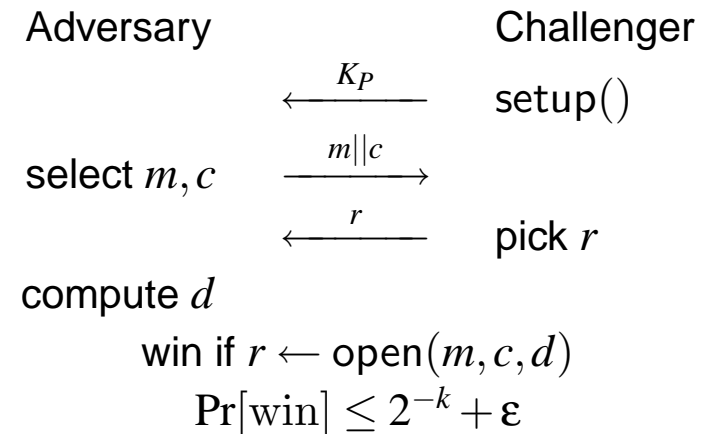 Adversary Challenger
K_P
setup()
m||c
select m, c
r
pick r
compute d
win if r ← open(m, c, d)
Pr[win] ≤ 2^{-k} + ε